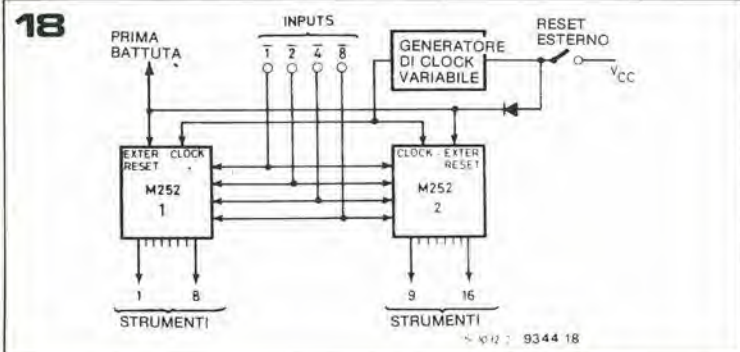 18
PRIMA
BATTUTA
INPUTS
1̅ 2̅ 4̅ 8̅
GENERATORE
DI CLOCK
VARIABILE
RESET
ESTERNO
VCC
EXTER CLOCK
RESET
M252
1
CLOCK - EXTER
RESET
M252
2
1 8
STRUMENTI
9 16
STRUMENTI
9344 18